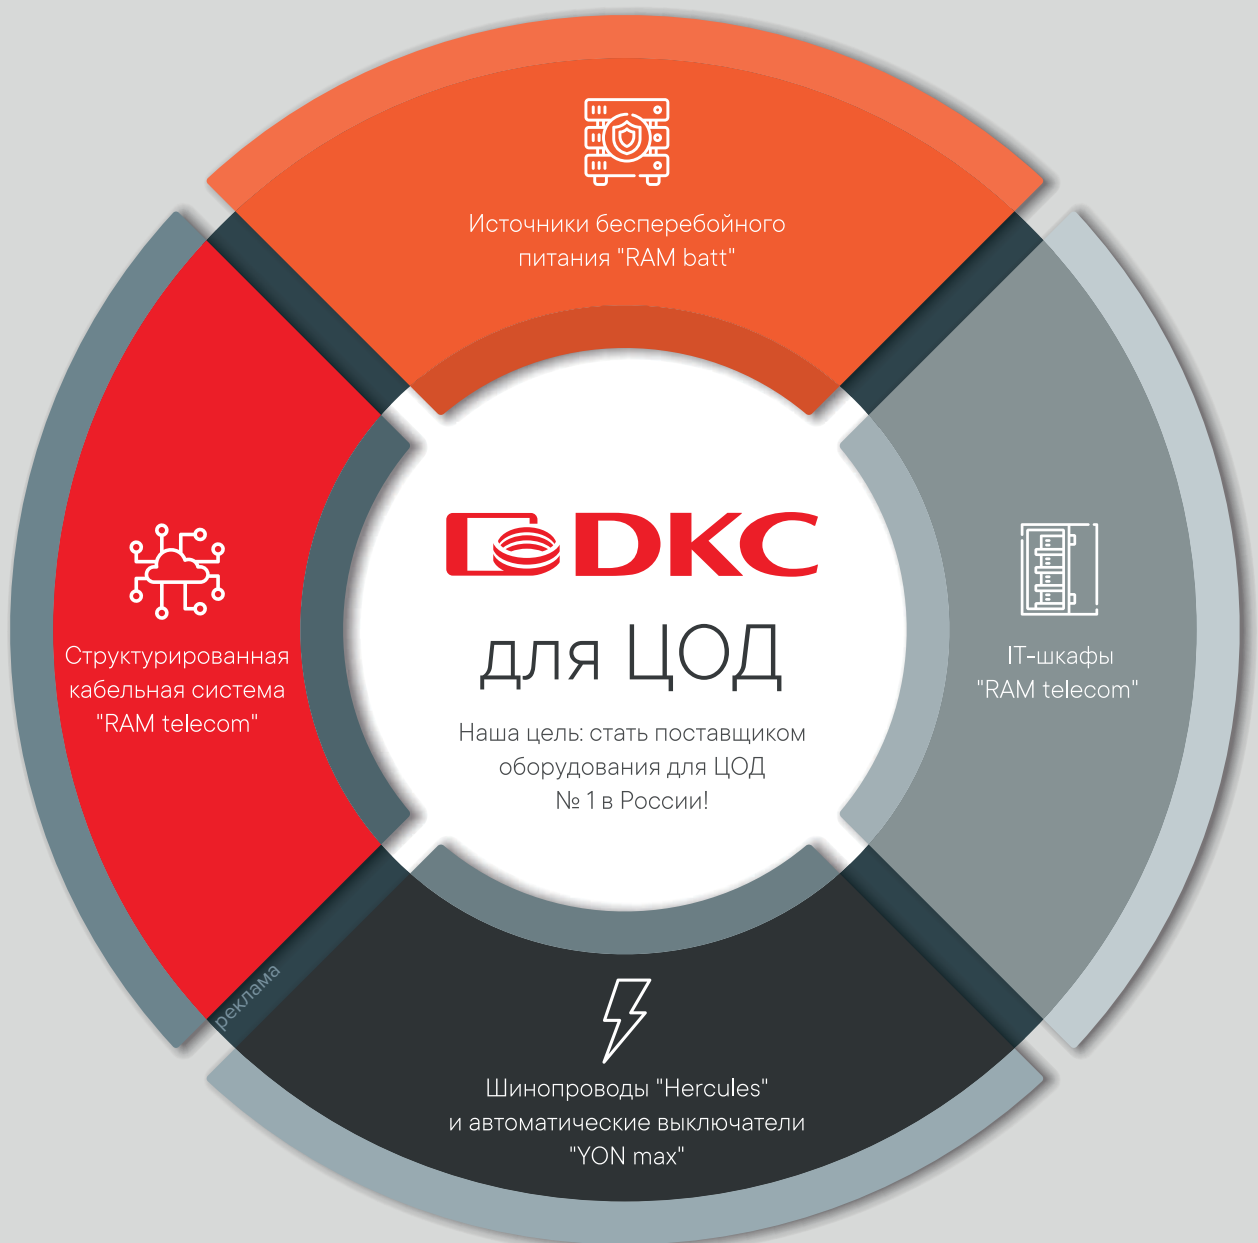 Источники бесперебойного
питания "RAM batt"
Структурированная
кабельная система
"RAM telecom"
DKC
для ЦОД
Наша цель: стать поставщиком
оборудования для ЦОД
№ 1 в России!
IT-шкафы
"RAM telecom"
реклама
Шинопроводы "Hercules"
и автоматические выключатели
"YON max"